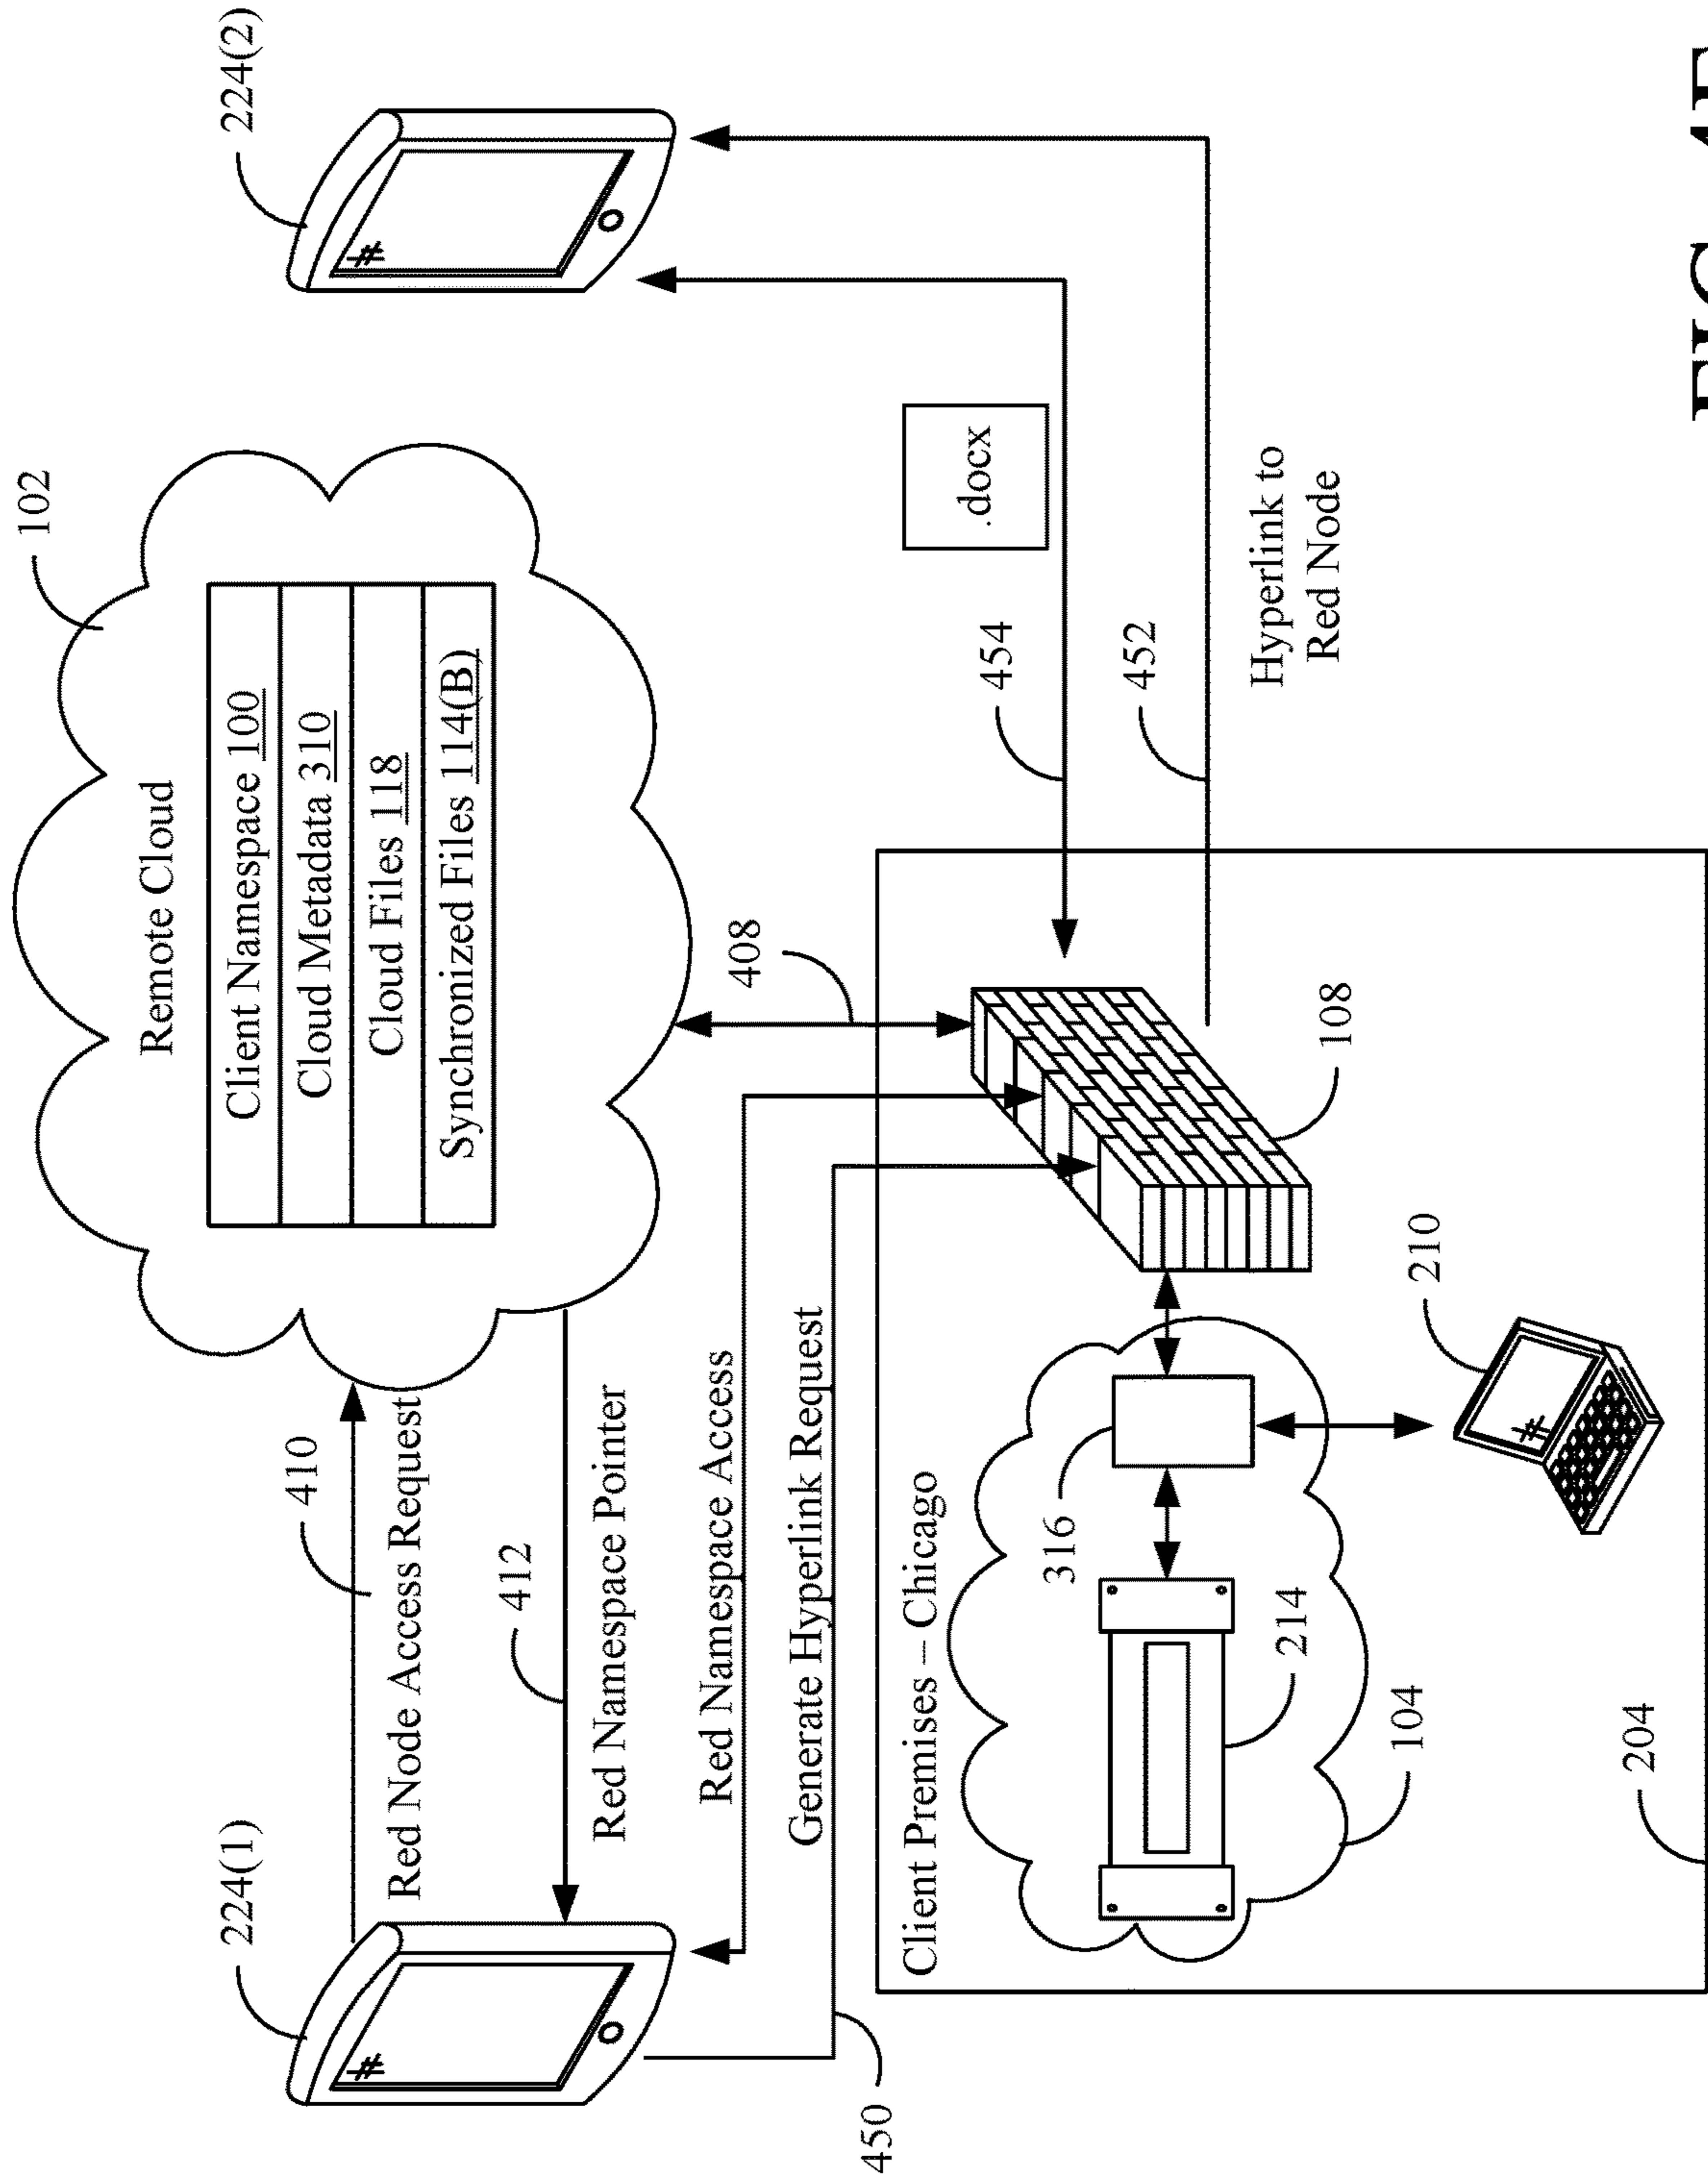 224(1)
410
Red Node Access Request
412
Red Namespace Pointer
Red Namespace Access
Generate Hyperlink Request
450
102
Remote Cloud
Client Namespace 100
Cloud Metadata 310
Cloud Files 118
Synchronized Files 114(B)
224(2)
408
.docx
454
452
Hyperlink to
Red Node
Client Premises – Chicago
316
214
104
108
210
204